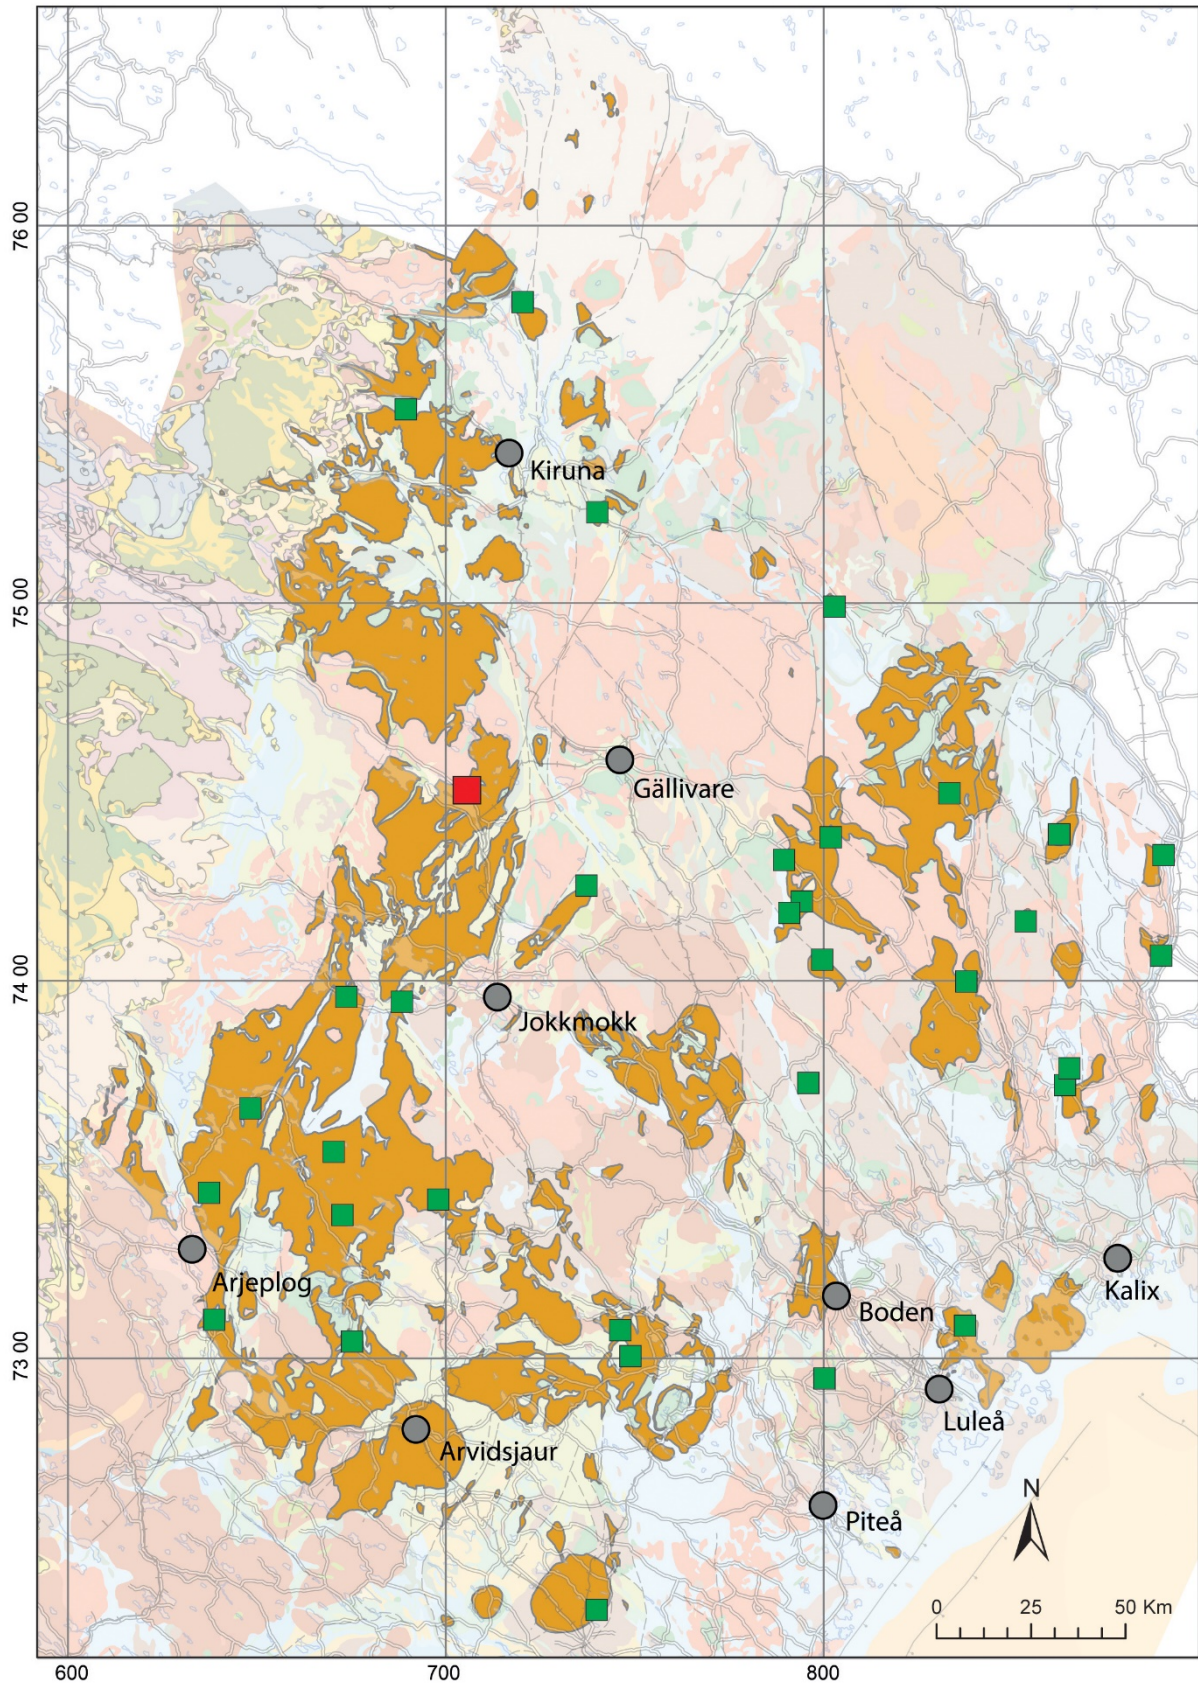 76 00
Kiruna
75 00
Gällivare
74 00
Jokkmokk
Arjeplog
Kalix
Boden
73 00
Luleå
Arvidsjaur
N
Piteå
0 25 50 Km
600 700 800